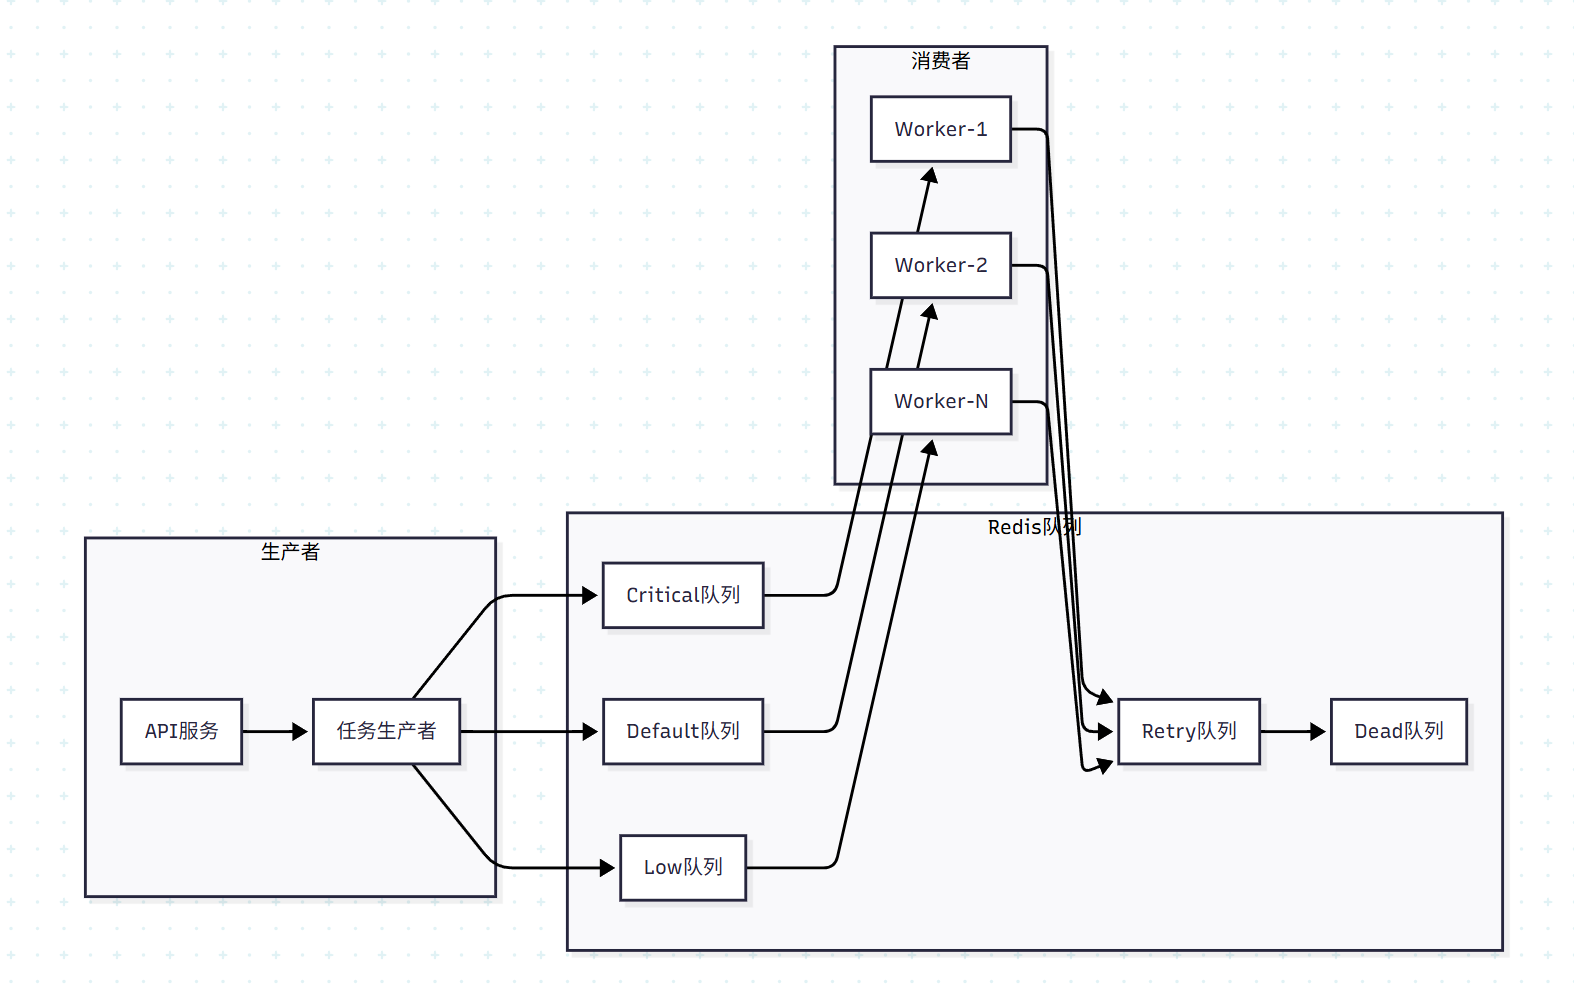 消费者
Worker-1
Worker-2
Worker-N
Redis队列
生产者
Critical队列
API服务
任务生产者
Default队列
Retry队列
Dead队列
Low队列